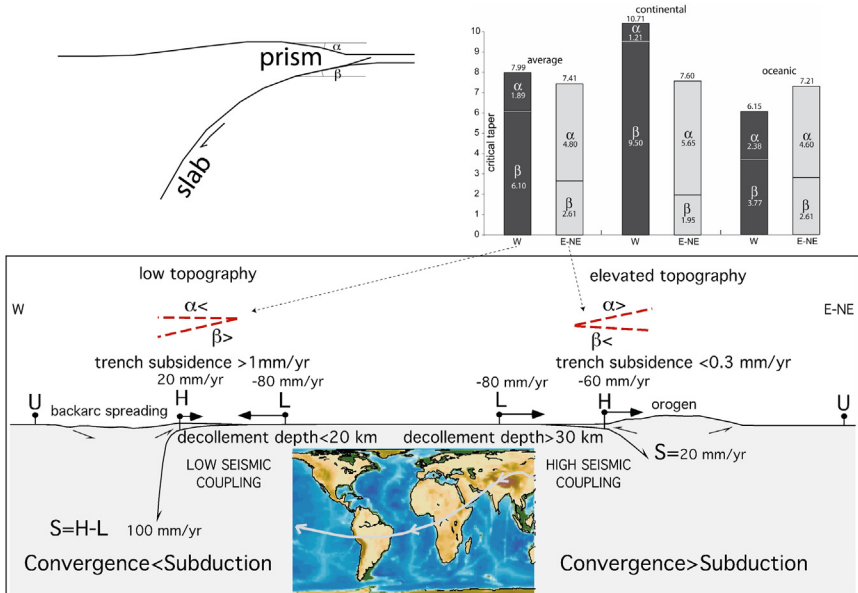 prism
α
β
slab
critical taper
10
9
8
7
6
5
4
3
2
1
0
average
continental
oceanic
7.99
α
1.89
β
6.10
W
7.41
α
4.80
β
2.61
E-NE
10.71
α
1.21
β
9.50
W
7.60
α
5.65
β
1.95
E-NE
6.15
α
2.38
β
3.77
W
7.21
α
4.60
β
2.61
E-NE
low topography
elevated topography
W
E-NE
α<
β>
α>
β<
trench subsidence >1mm/yr
trench subsidence <0.3 mm/yr
20 mm/yr
-80 mm/yr
-80 mm/yr
-60 mm/yr
U
H
L
L
H
U
backarc spreading
orogen
decollement depth<20 km
decollement depth>30 km
LOW SEISMIC
COUPLING
HIGH SEISMIC
COUPLING
S=20 mm/yr
S=H-L
100 mm/yr
Convergence<Subduction
Convergence>Subduction